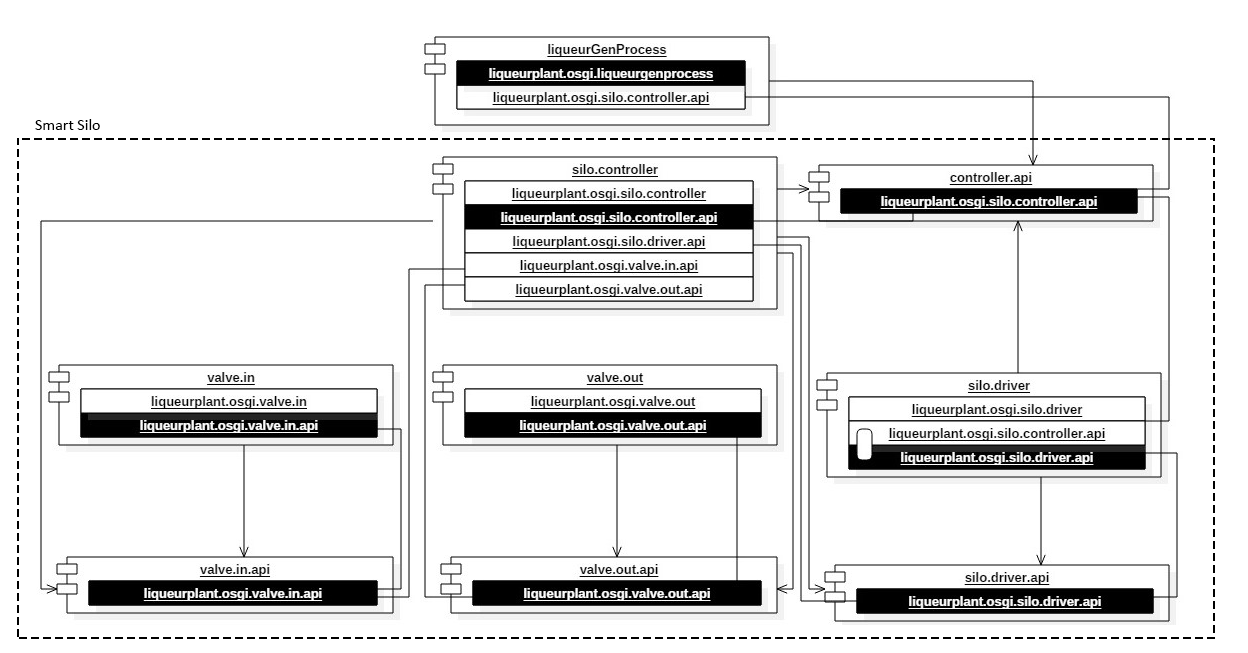 liqueurGenProcess
liqueurplant.osgi.liqueurgenprocess
liqueurplant.osgi.silo.controller.api
Smart Silo
silo.controller
liqueurplant.osgi.silo.controller
liqueurplant.osgi.silo.controller.api
liqueurplant.osgi.silo.driver.api
liqueurplant.osgi.valve.in.api
liqueurplant.osgi.valve.out.api
controller.api
liqueurplant.osgi.silo.controller.api
valve.in
liqueurplant.osgi.valve.in
liqueurplant.osgi.valve.in.api
valve.out
liqueurplant.osgi.valve.out
liqueurplant.osgi.valve.out.api
silo.driver
liqueurplant.osgi.silo.driver
liqueurplant.osgi.silo.controller.api
liqueurplant.osgi.silo.driver.api
valve.in.api
liqueurplant.osgi.valve.in.api
valve.out.api
liqueurplant.osgi.valve.out.api
silo.driver.api
liqueurplant.osgi.silo.driver.api